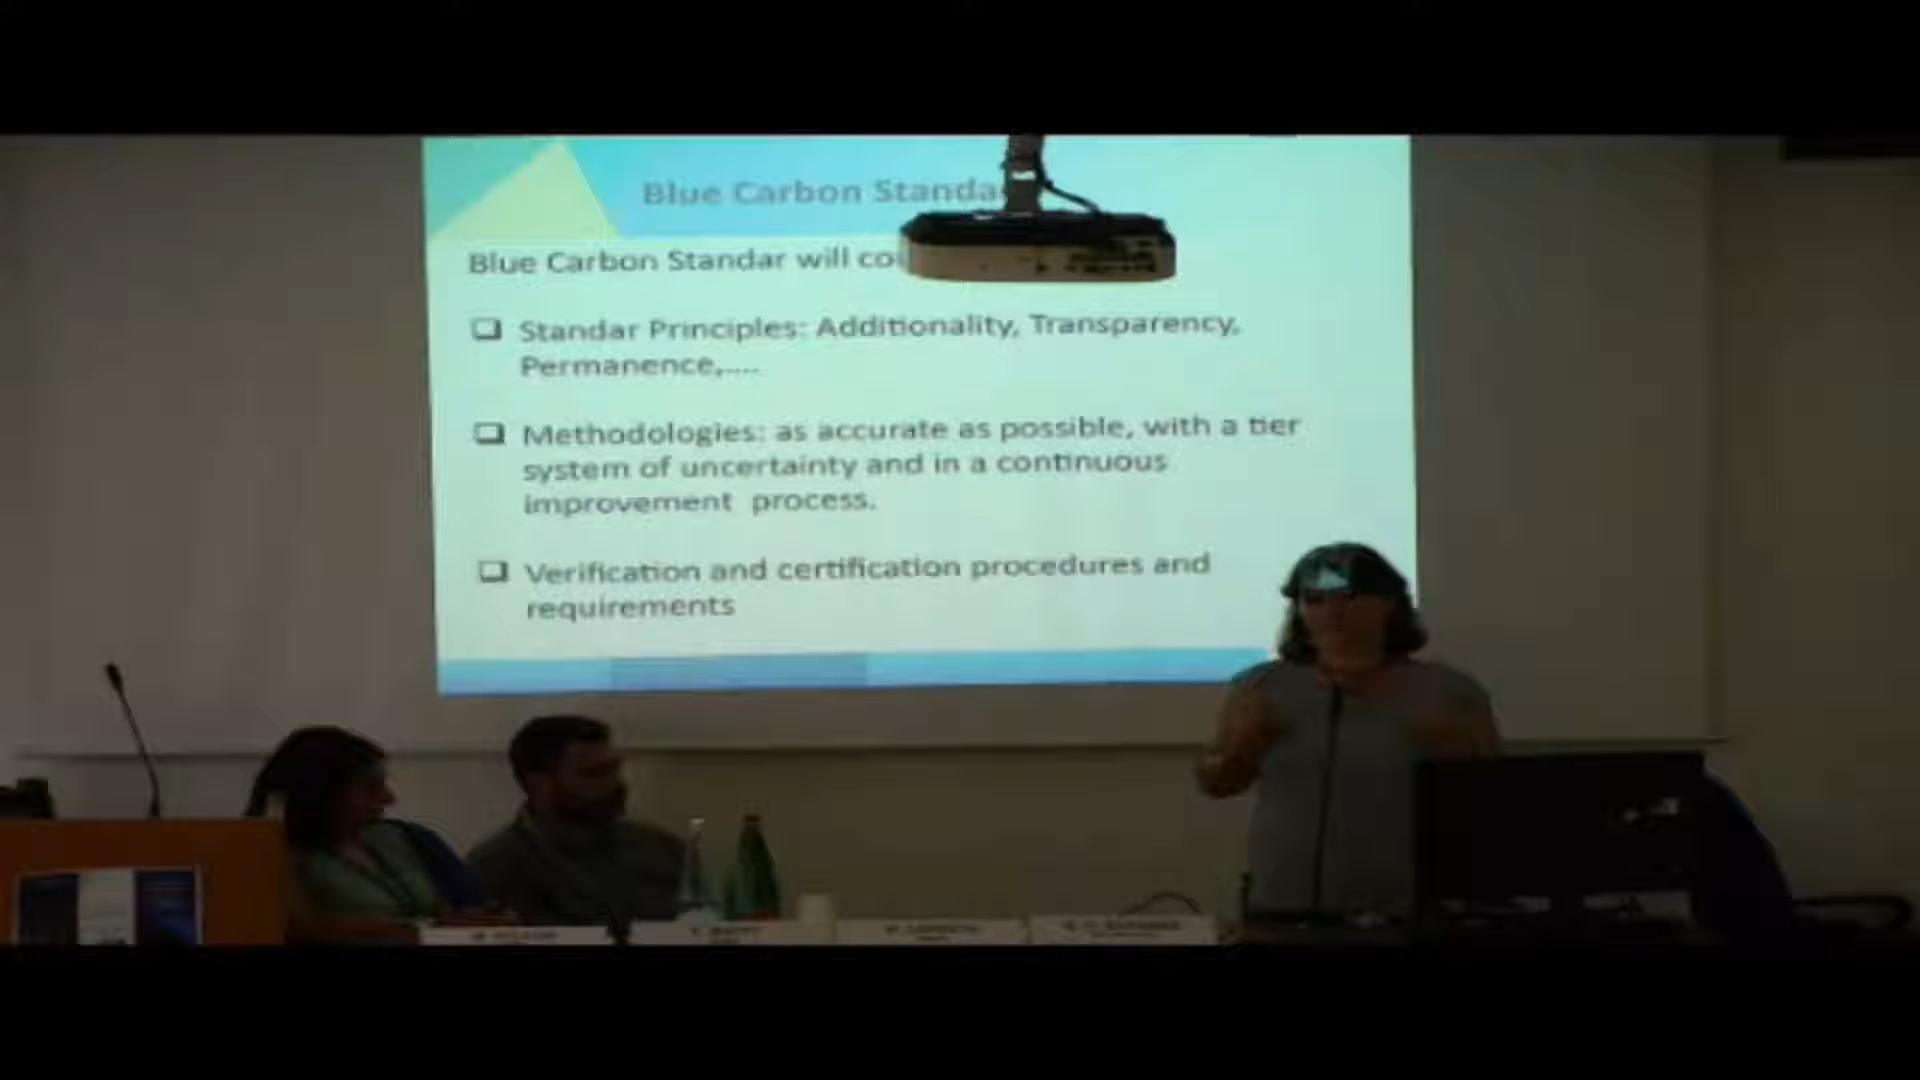 Blue Carbon Standa
Blue Carbon Standar will co
❑ Standar Principles: Additionality, Transparency,
Permanence,....
❑ Methodologies: as accurate as possible, with a tier
system of uncertainty and in a continuous
improvement process.
❑ Verification and certification procedures and
requirements